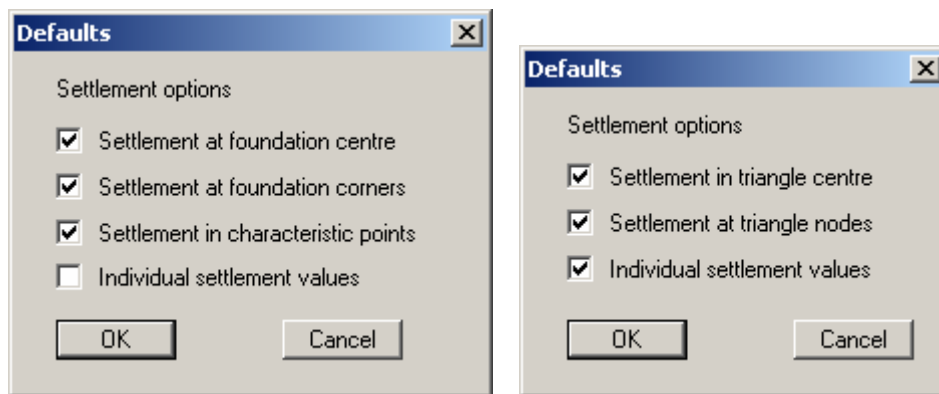 Defaults
Settlement options
Settlement at foundation centre
Settlement at foundation corners
Settlement in characteristic points
Individual settlement values
OK
Cancel
Defaults
Settlement options
Settlement in triangle centre
Settlement at triangle nodes
Individual settlement values
OK
Cancel